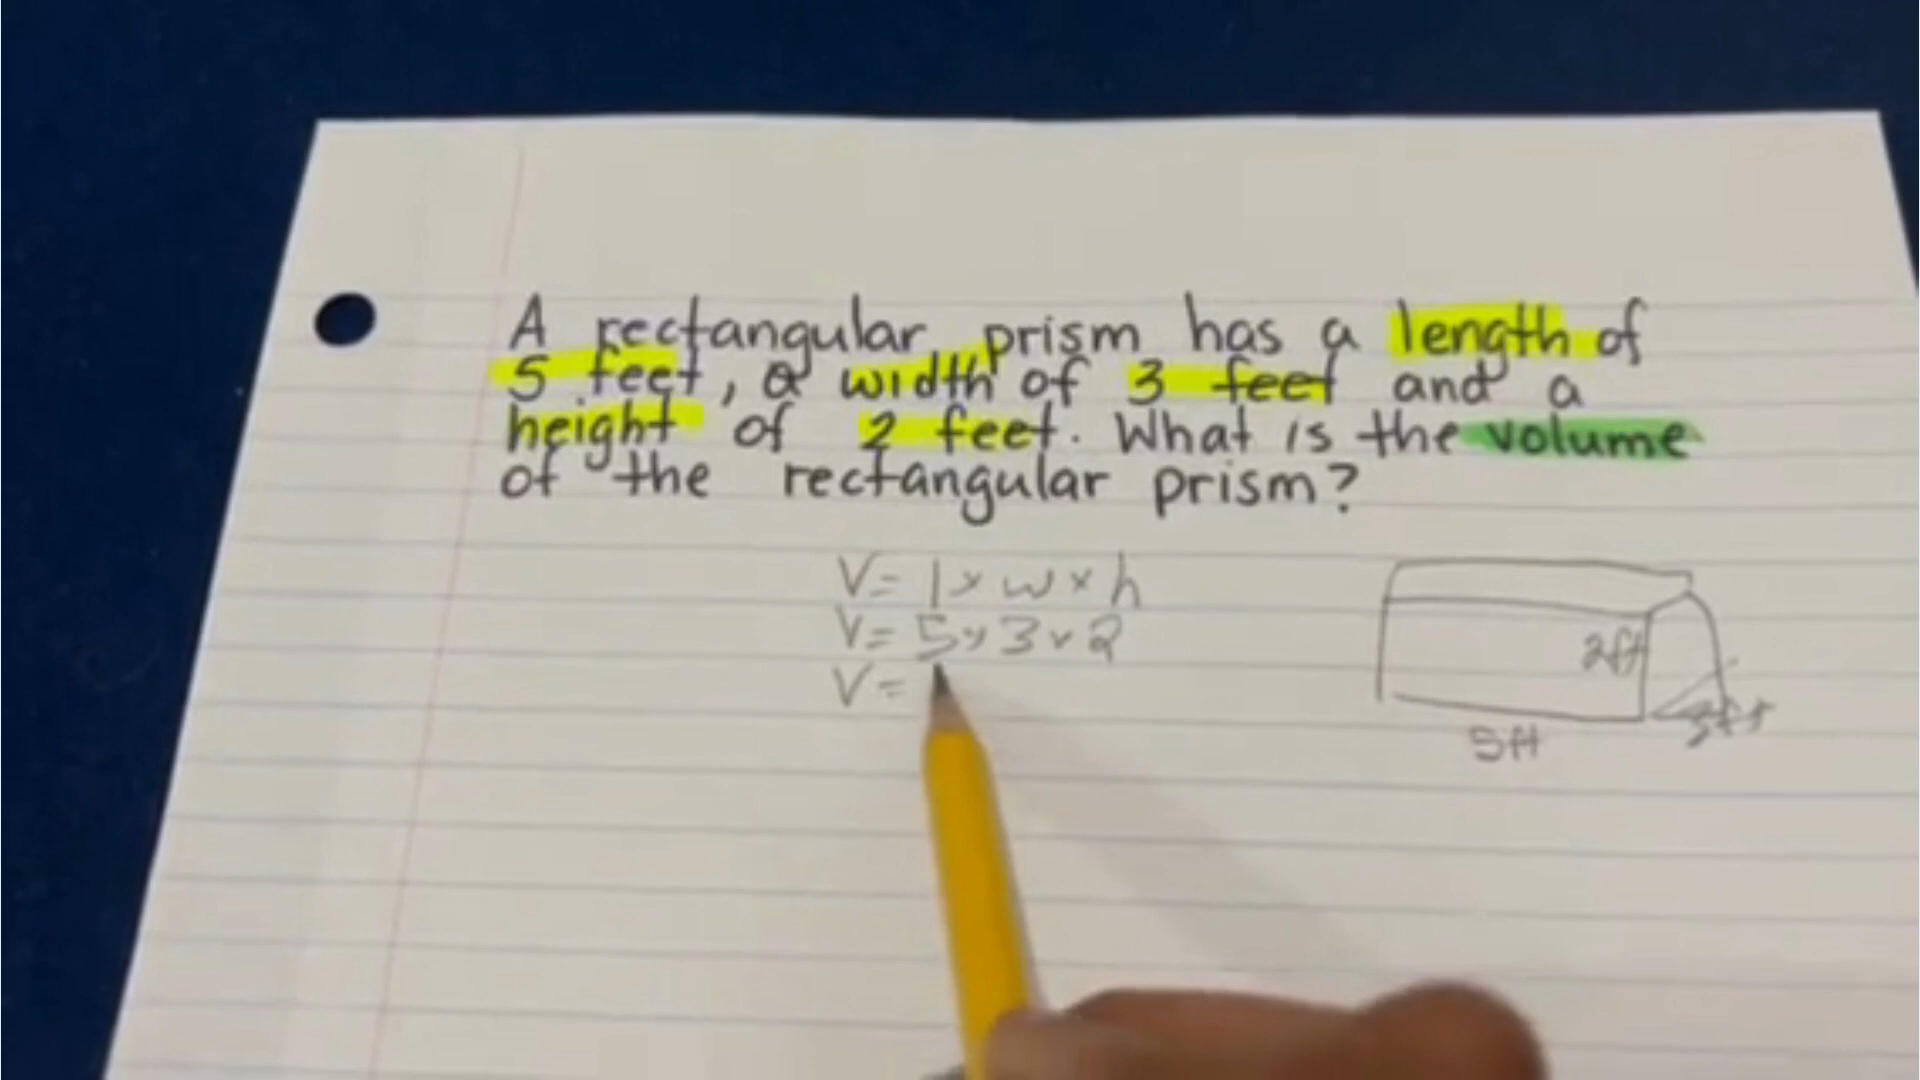 A rectangular prism has a length of
5 feet, a width of 3 feet and a
height of 2 feet. What is the volume
of the rectangular prism?
V= l x w x h
V= 5 x 3 x 2
V=
2ft
3ft
5ft